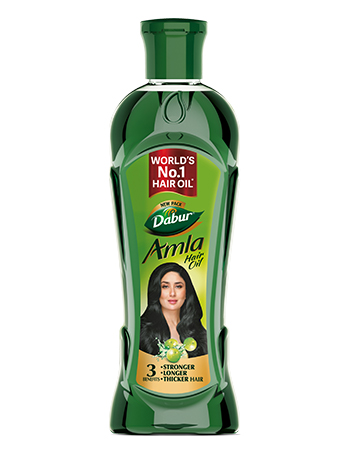 WORLD'S
No.1
HAIR OIL*
NEW PACK
Dabur
Amla
Hair
Oil
3
BENEFITS
•STRONGER
•LONGER
•THICKER HAIR